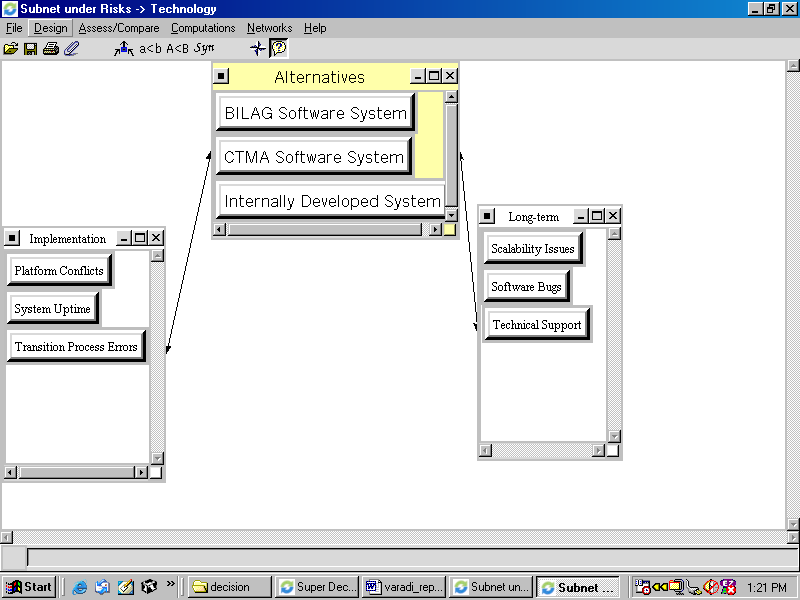 Subnet under Risks -> Technology
File Design Assess/Compare Computations Networks Help
a<b A<B Syn
Alternatives
BILAG Software System
CTMA Software System
Internally Developed System
Implementation
Platform Conflicts
System Uptime
Transition Process Errors
Long-term
Scalability Issues
Software Bugs
Technical Support
Start decision Super Dec... varadi_rep... Subnet un... Subnet ... 1:21 PM